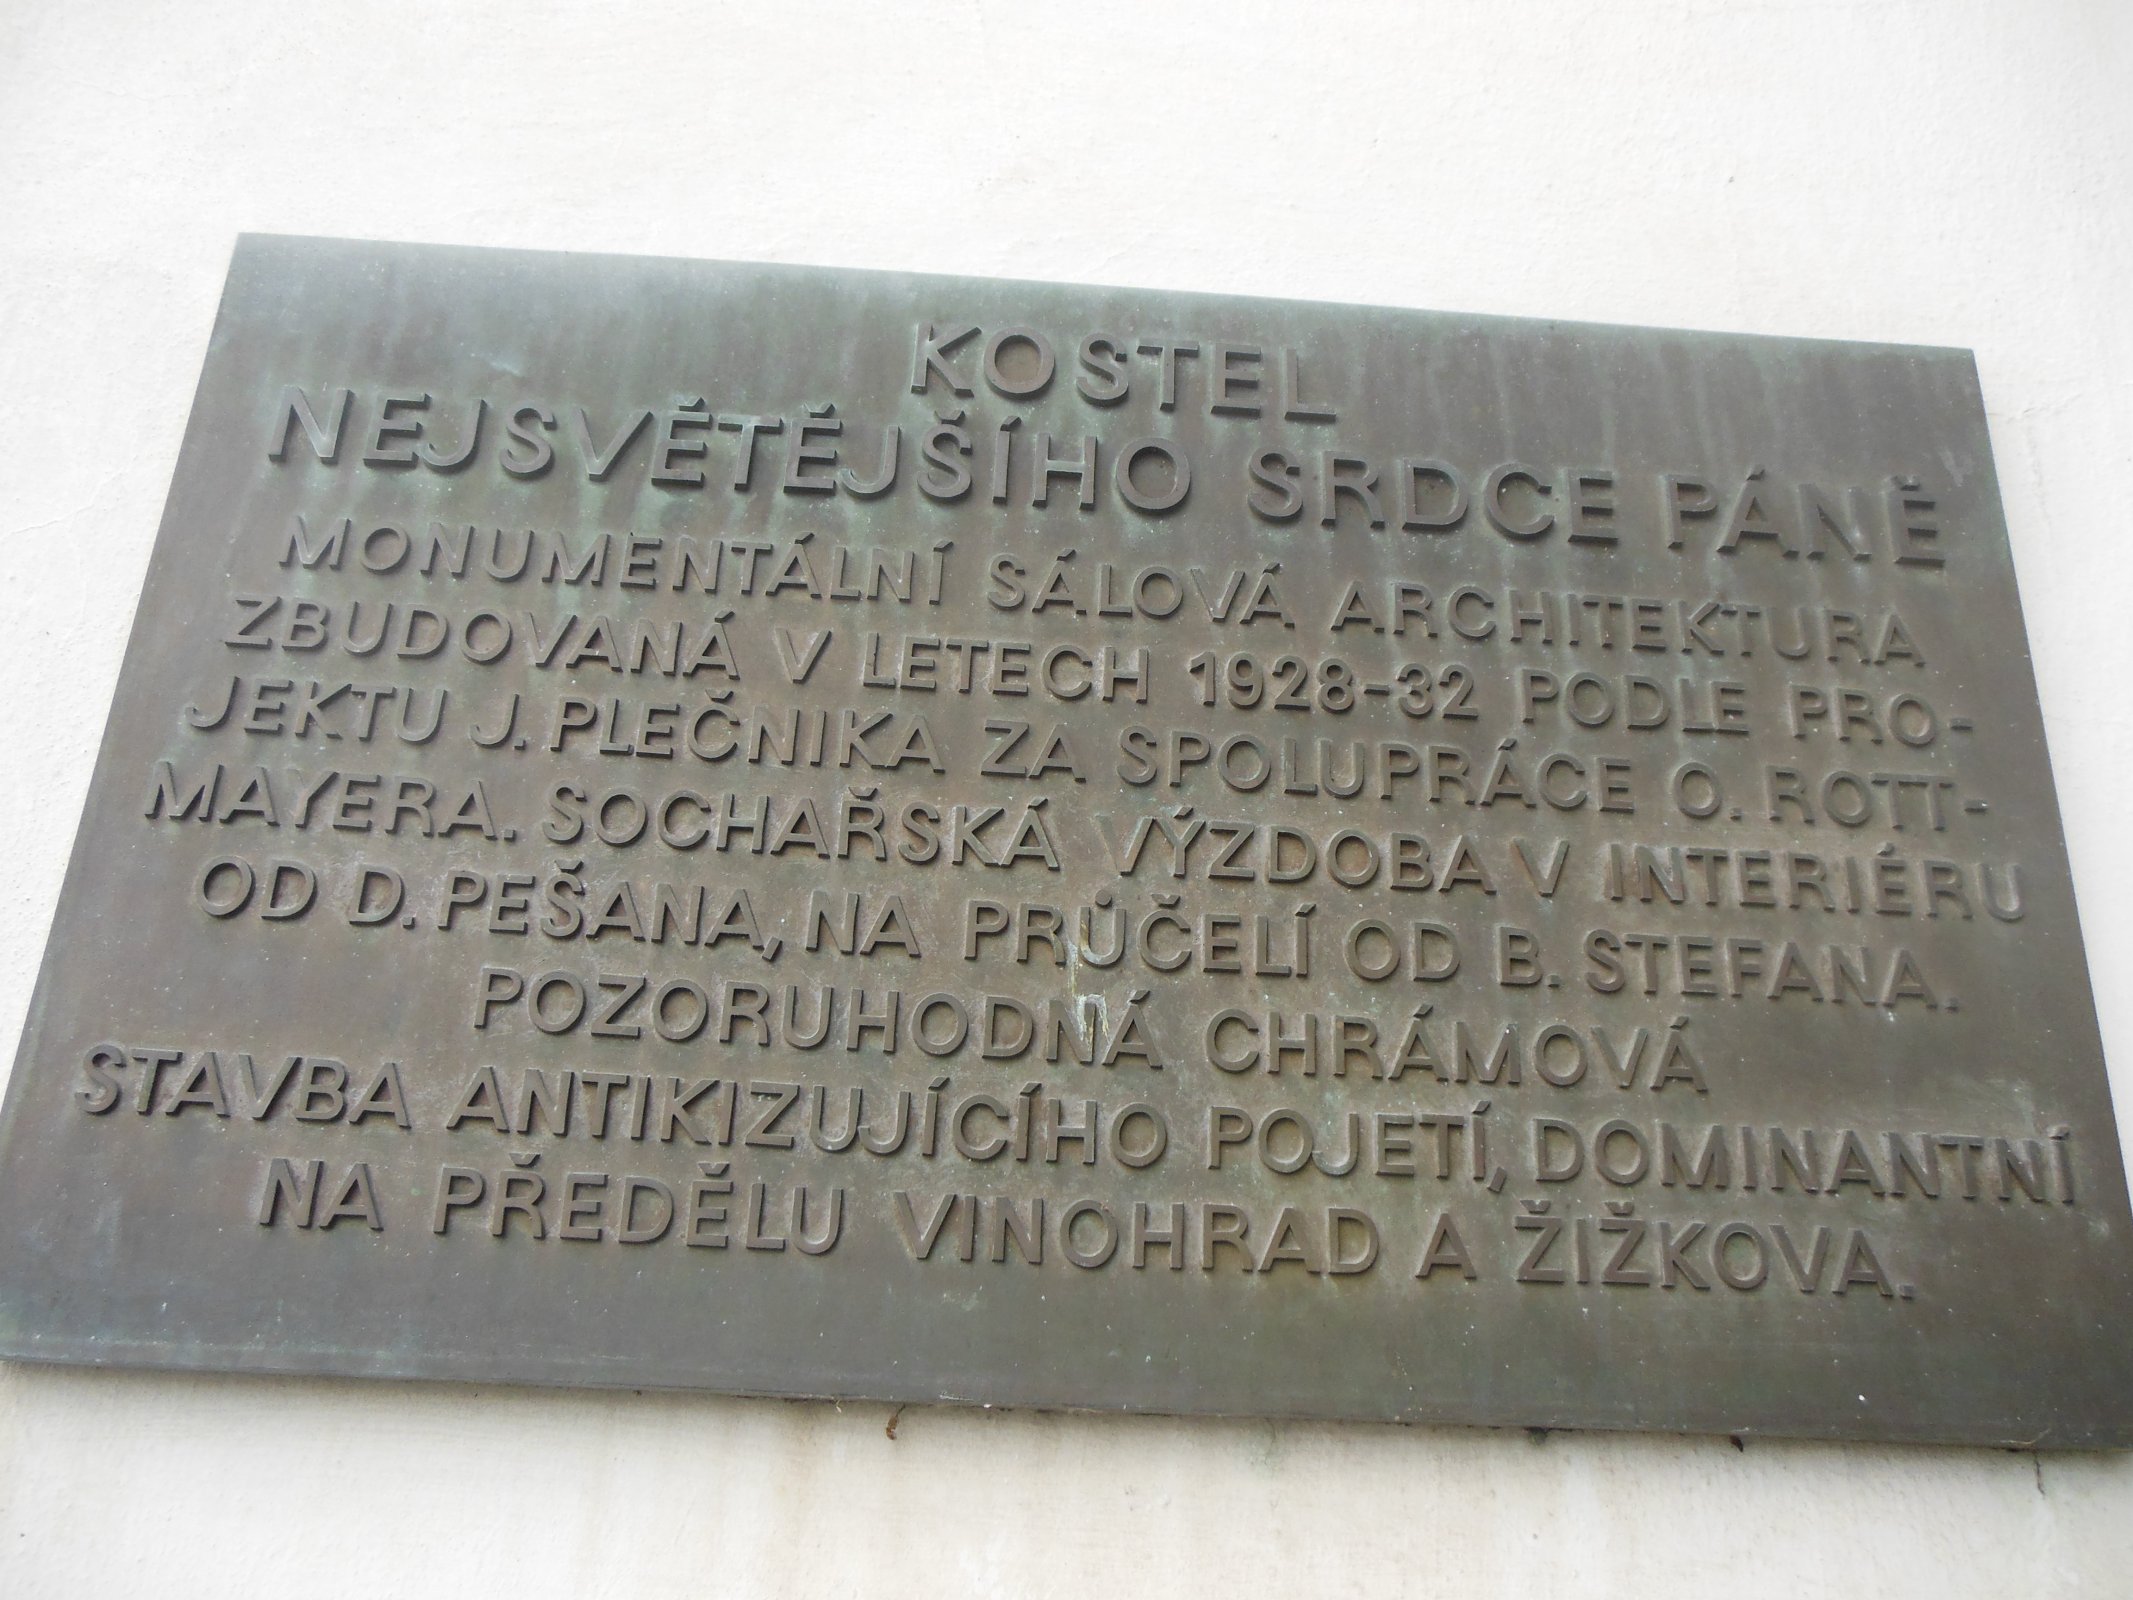 KOSTEL
NEJSVĚTĚJŠÍHO SRDCE PÁNĚ
MONUMENTÁLNÍ SÁLOVÁ ARCHITEKTURA
ZBUDOVANÁ V LETECH 1928-32 PODLE PRO-
JEKTU J. PLEČNIKA ZA SPOLUPRÁCE O. ROTT-
MAYERA. SOCHAŘSKÁ VÝZDOBA V INTERIÉRU
OD D. PEŠANA, NA PRŮČELÍ OD B. STEFANA.
POZORUHODNÁ CHRÁMOVÁ
STAVBA ANTIKIZUJÍCÍHO POJETÍ, DOMINANTNÍ
NA PŘEDĚLU VINOHRAD A ŽIŽKOVA.